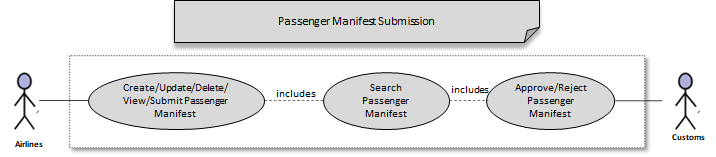 Passenger Manifest Submission
Create/Update/Delete/
View/Submit Passenger
Manifest
includes
Search
Passenger
Manifest
includes
Approve/Reject
Passenger
Manifest
Airlines
Customs